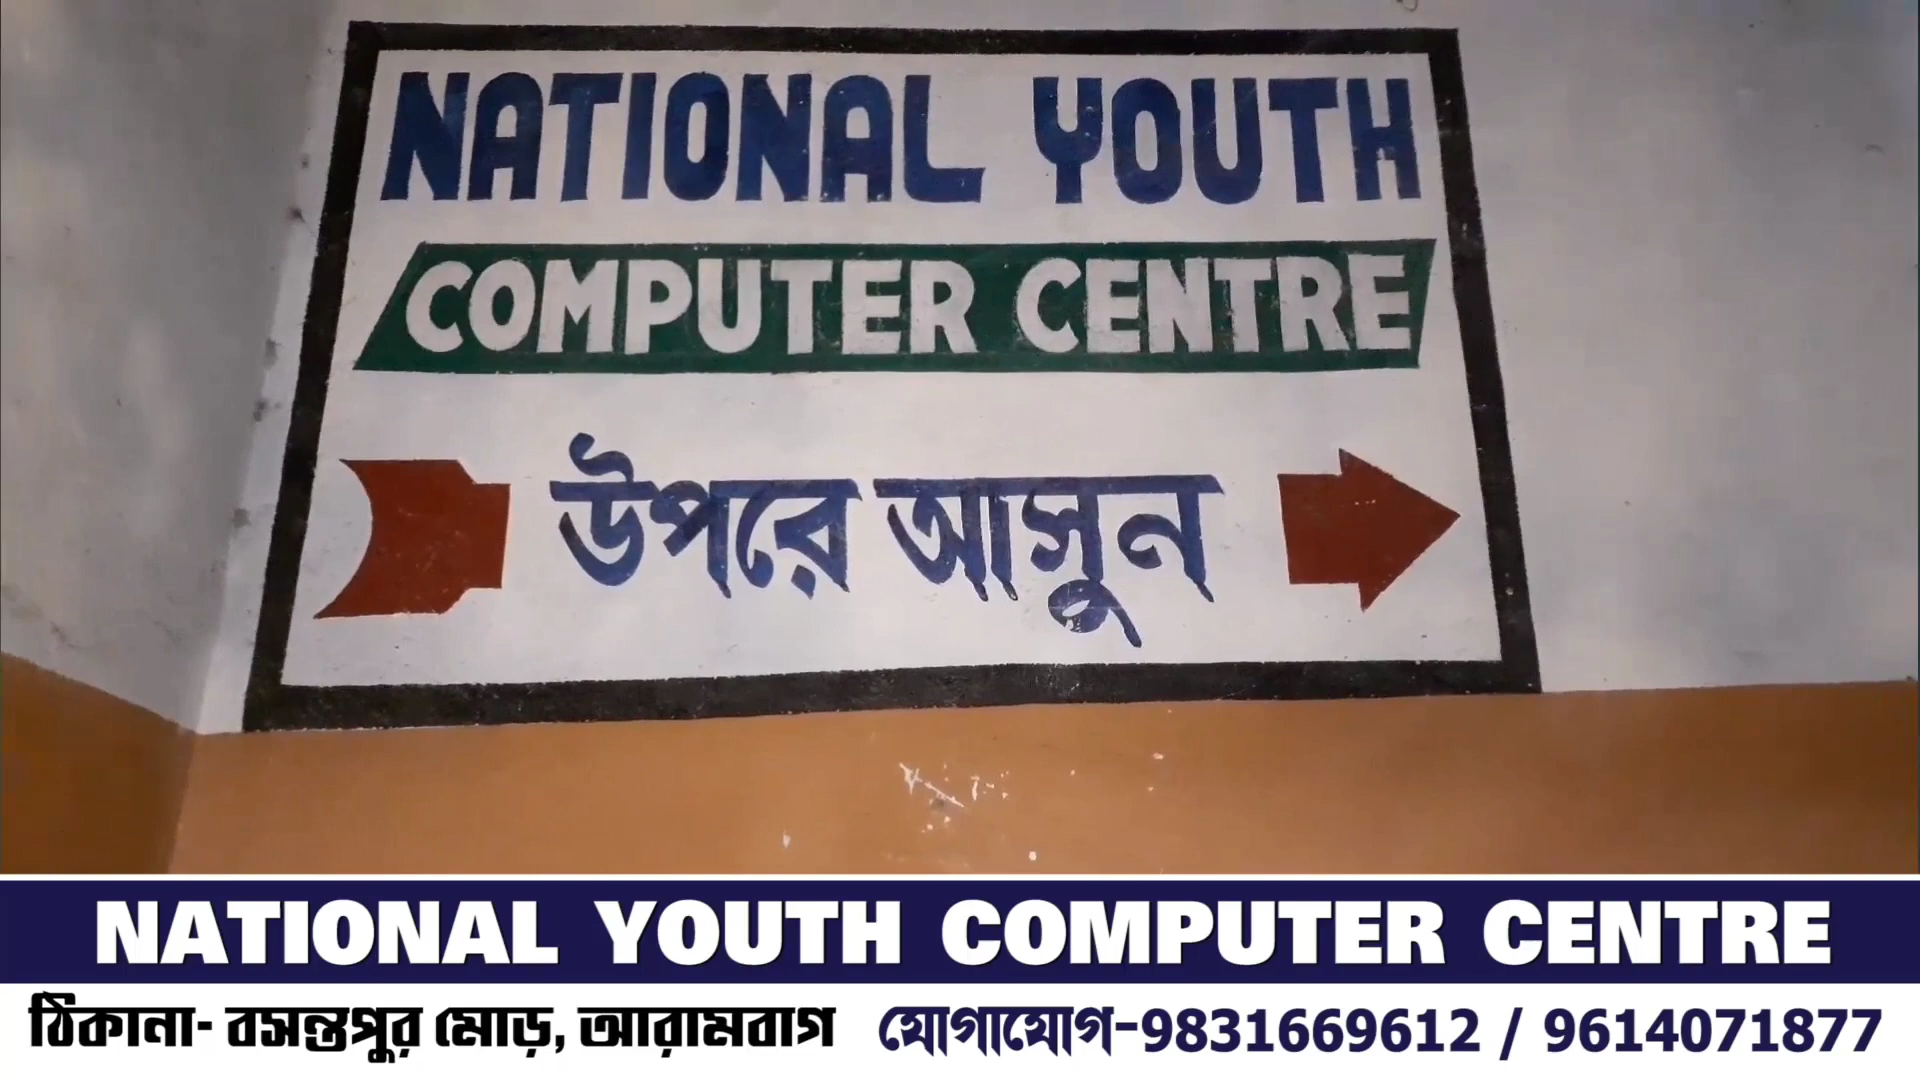 NATIONAL YOUTH
COMPUTER CENTRE
উপরে আসুন
NATIONAL YOUTH COMPUTER CENTRE
ঠিকানা- বসন্তপুর মোড়, আরামবাগ যোগাযোগ-9831669612 / 9614071877